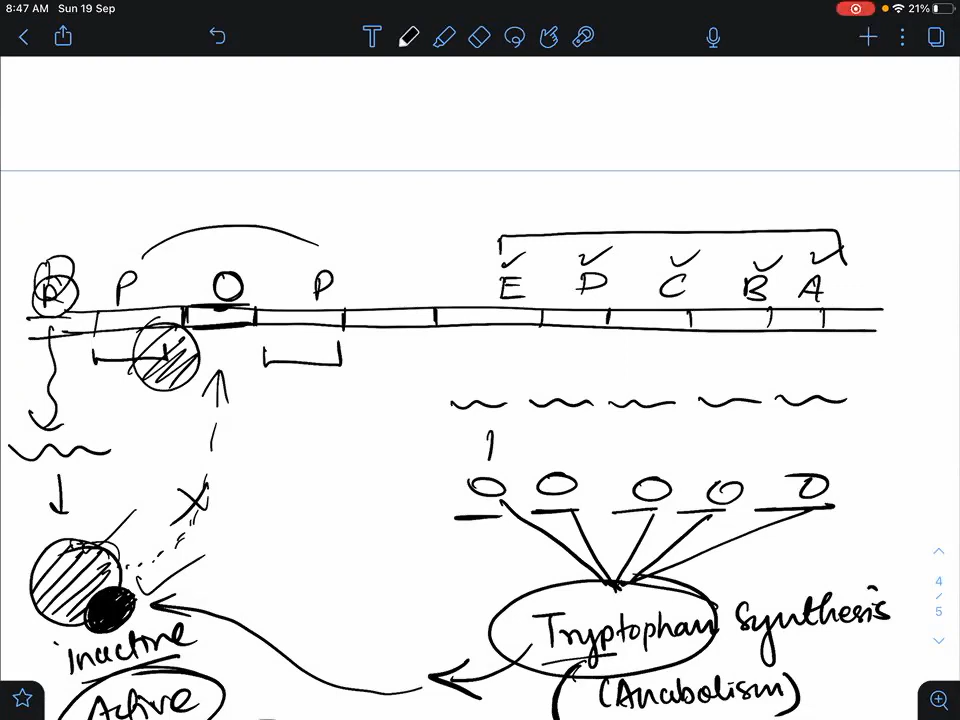 8:47 AM Sun 19 Sep
21%
T
R P O P E D C B A
4
5
Tryptophan Synthesis
inactive
(Anabolism)
Active